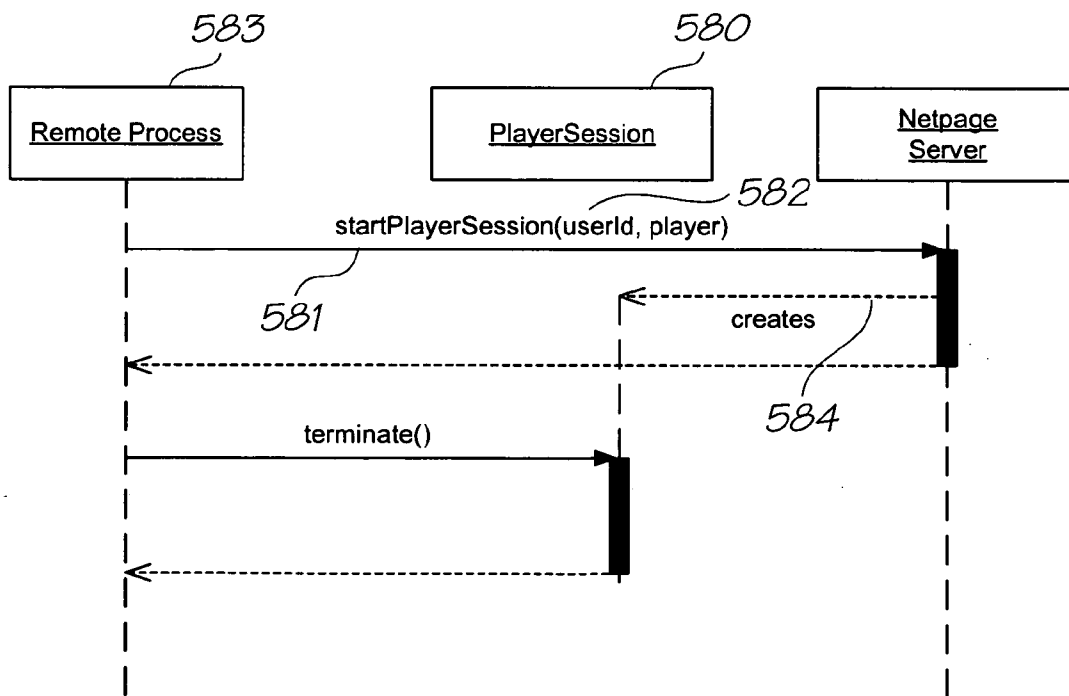 583
580
Remote Process
PlayerSession
Netpage
Server
582
startPlayerSession(userId, player)
581
creates
584
terminate()